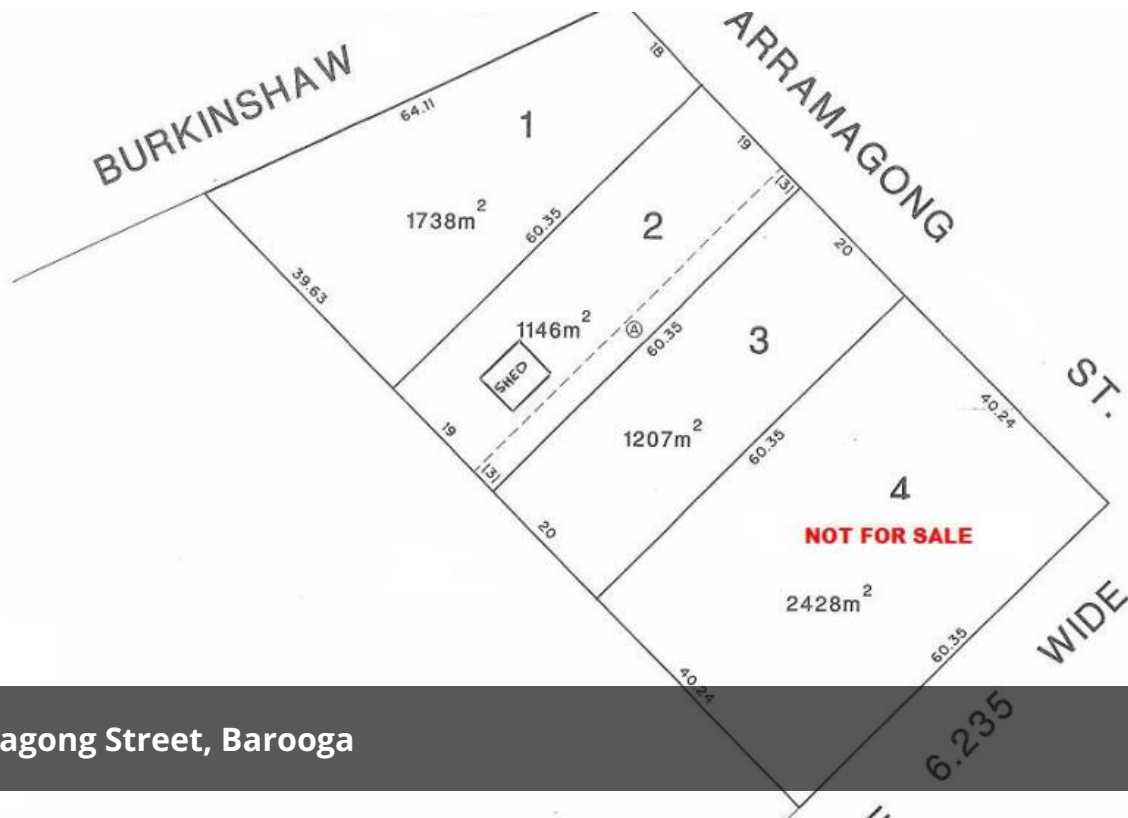 BURKINSHAW
ARRAMAGONG
ST.
18
64.11
1
19
(3)
1738m²
60.35
2
20
39.63
1146m²
A
60.35
3
SHED
40.24
19
1207m²
60.35
(3)
4
NOT FOR SALE
20
2428m²
60.35
WIDE
40.24
6.235
agong Street, Barooga